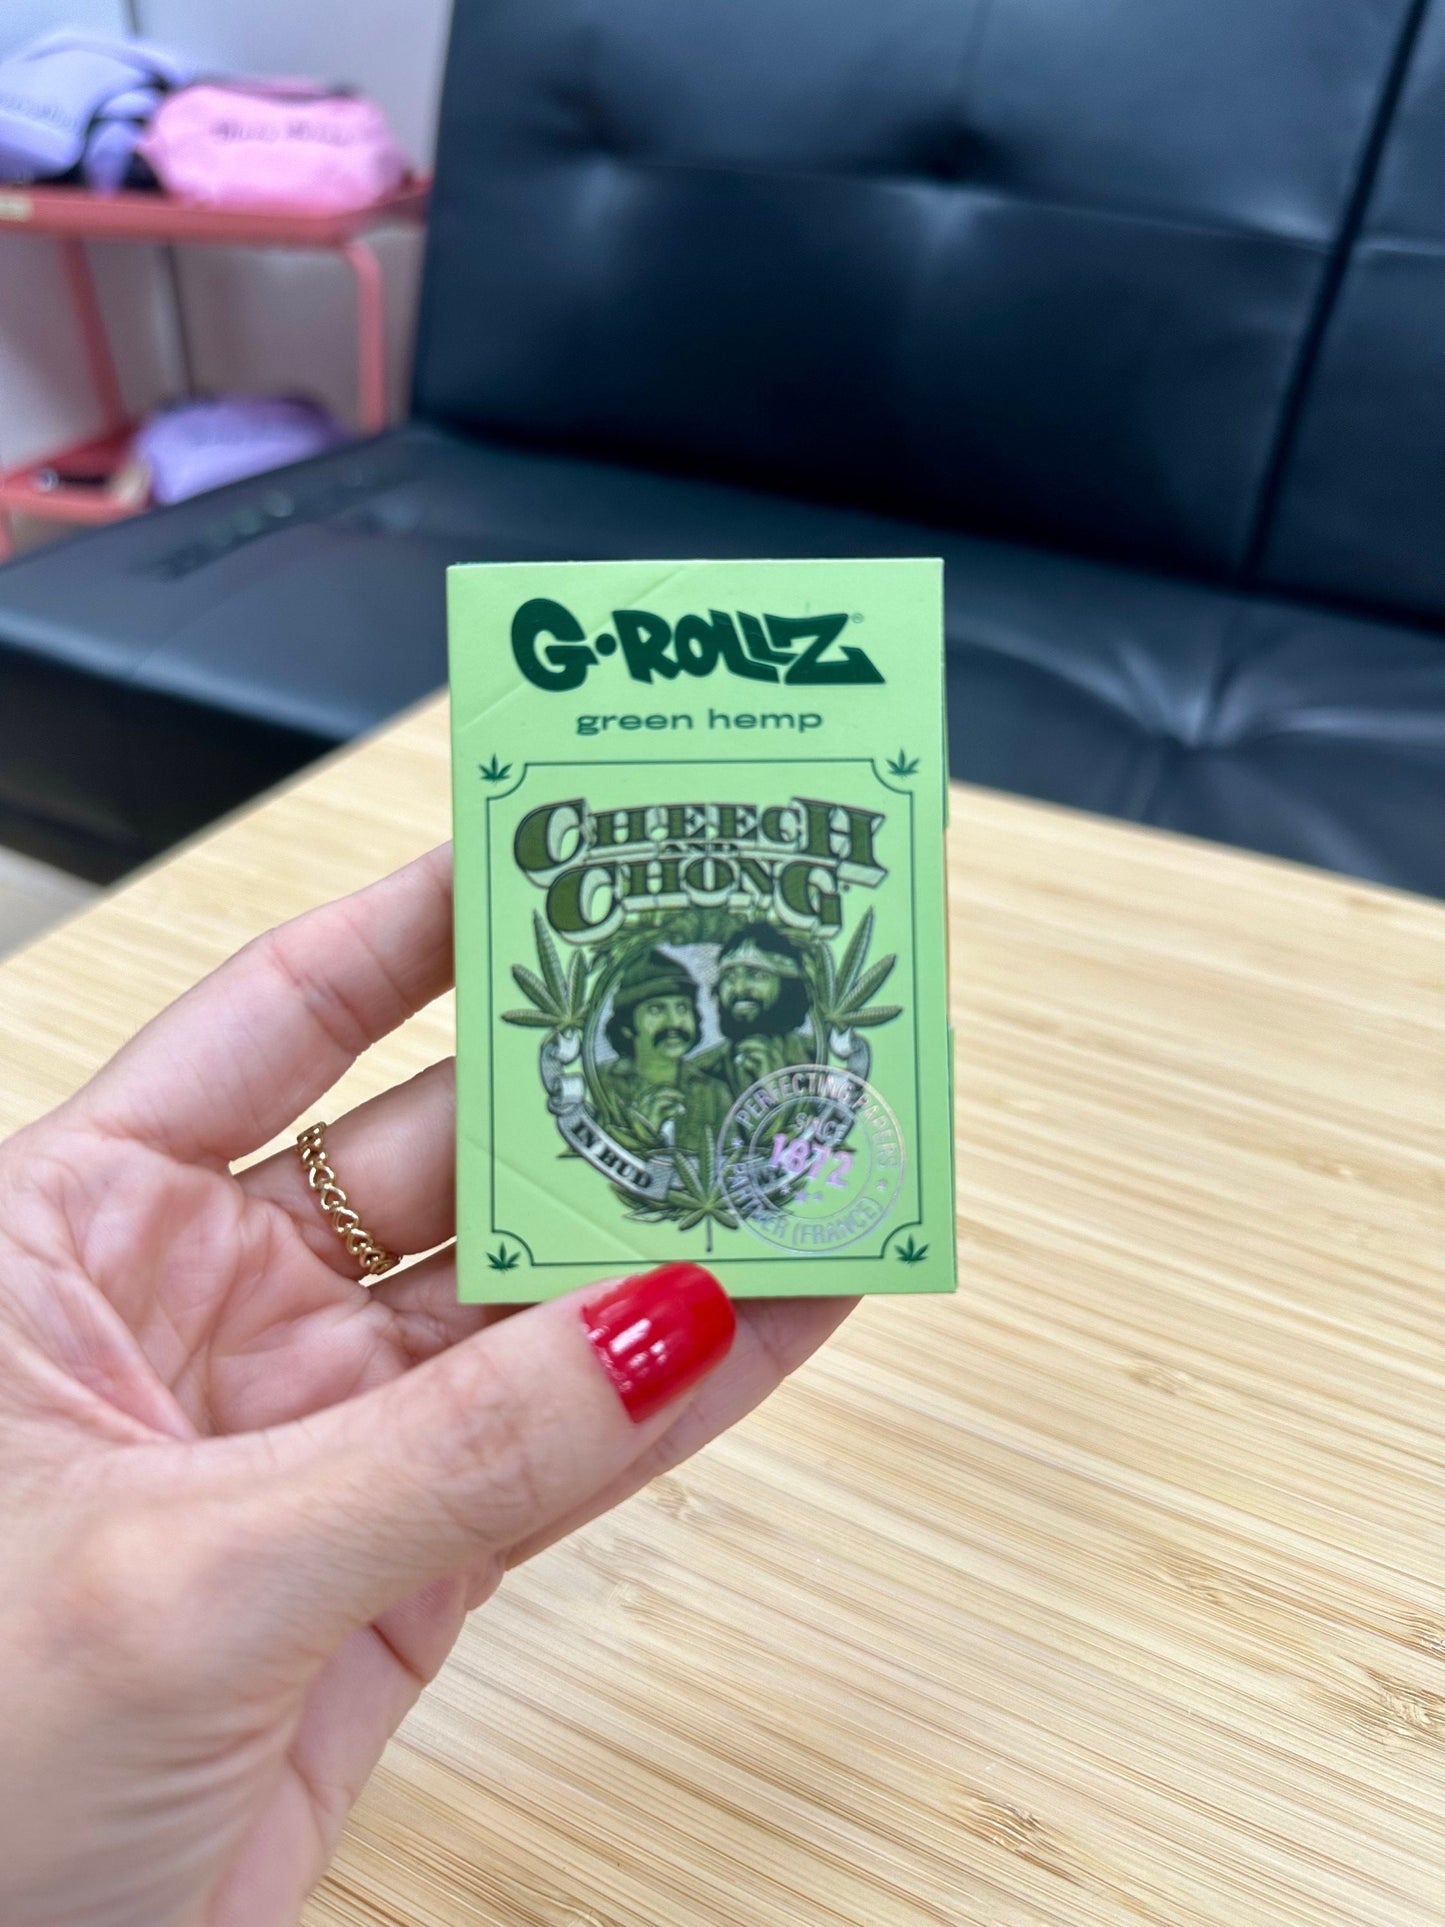 G·ROLLZ®
green hemp
CHEECH
AND
CHONG
IN BUD
PERFECTING PAPERS
SINCE
1872
(FRANCE)